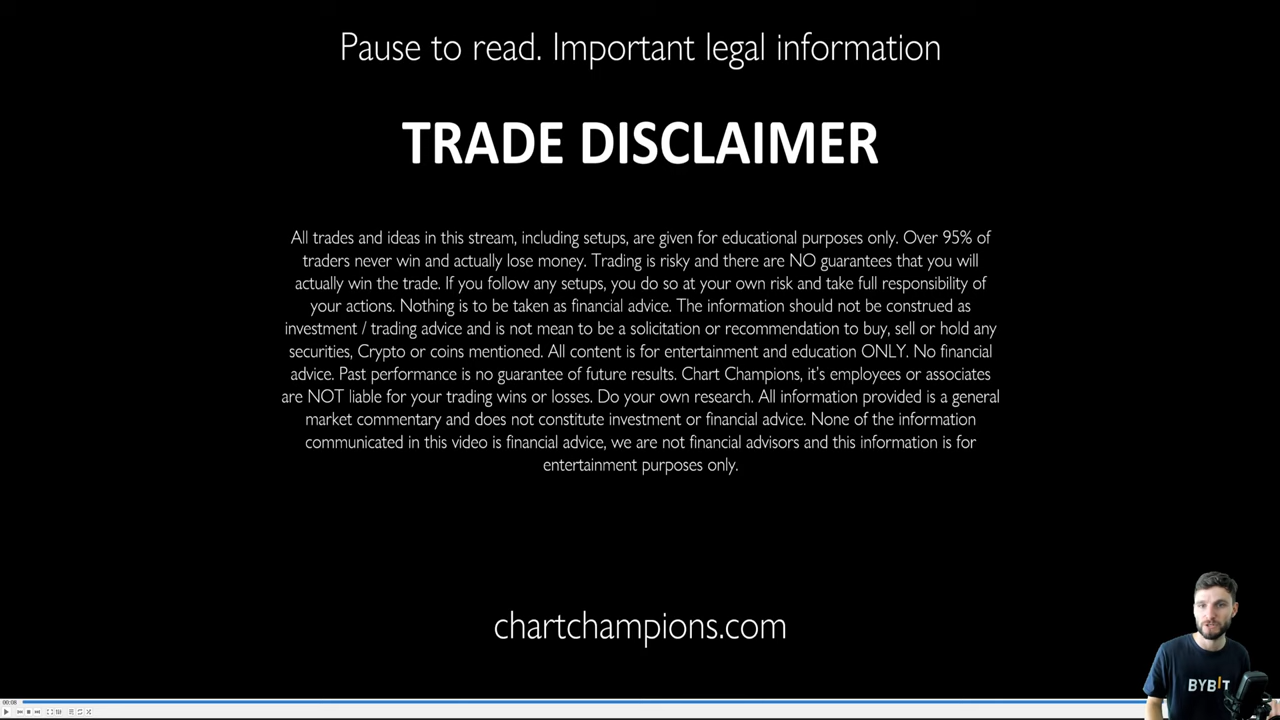 Pause to read. Important legal information
TRADE DISCLAIMER
All trades and ideas in this stream, including setups, are given for educational purposes only. Over 95% of
traders never win and actually lose money. Trading is risky and there are NO guarantees that you will
actually win the trade. If you follow any setups, you do so at your own risk and take full responsibility of
your actions. Nothing is to be taken as financial advice. The information should not be construed as
investment / trading advice and is not mean to be a solicitation or recommendation to buy, sell or hold any
securities, Crypto or coins mentioned. All content is for entertainment and education ONLY. No financial
advice. Past performance is no guarantee of future results. Chart Champions, it's employees or associates
are NOT liable for your trading wins or losses. Do your own research. All information provided is a general
market commentary and does not constitute investment or financial advice. None of the information
communicated in this video is financial advice, we are not financial advisors and this information is for
entertainment purposes only.
chartchampions.com
BYBIT
00:08